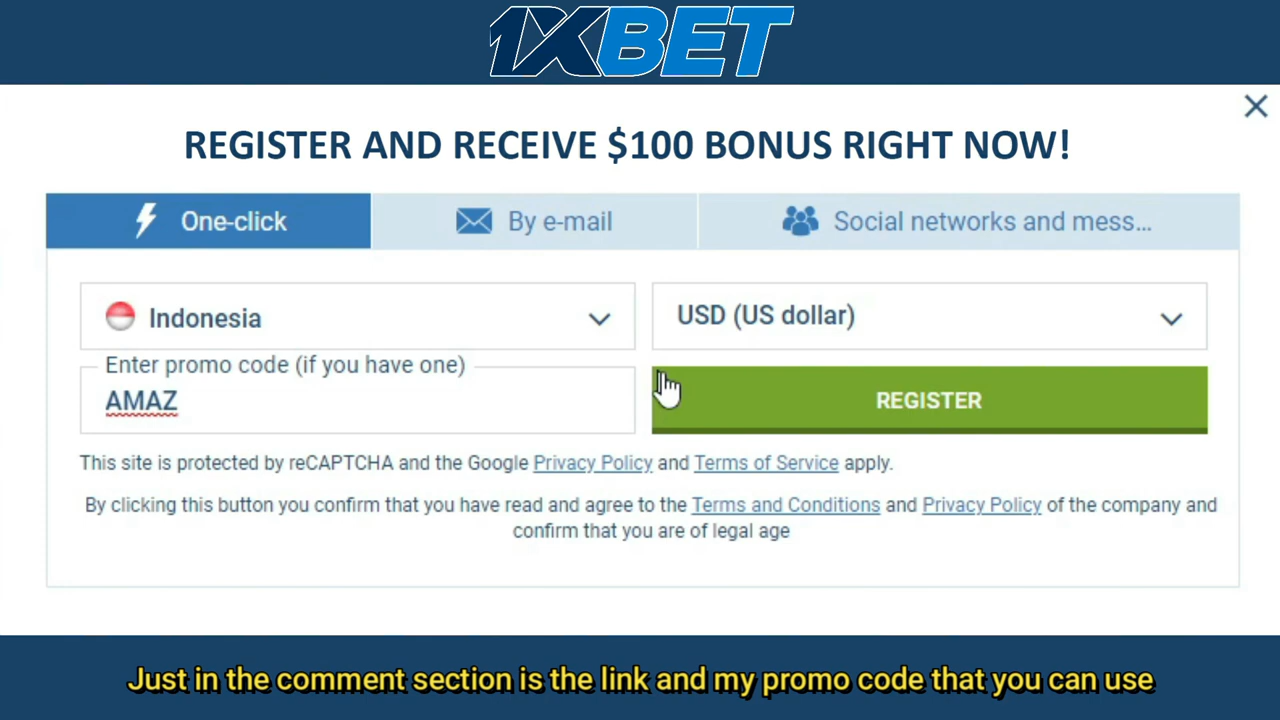 1XBET
REGISTER AND RECEIVE $100 BONUS RIGHT NOW!
One-click
By e-mail
Social networks and mess...
Indonesia
USD (US dollar)
Enter promo code (if you have one)
AMAZ
REGISTER
This site is protected by reCAPTCHA and the Google Privacy Policy and Terms of Service apply.
By clicking this button you confirm that you have read and agree to the Terms and Conditions and Privacy Policy of the company and
confirm that you are of legal age
Just in the comment section is the link and my promo code that you can use